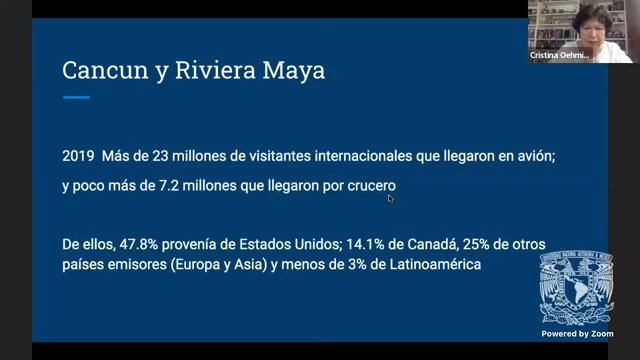 Cristina Oehmi...
Cancun y Riviera Maya
2019 Más de 23 millones de visitantes internacionales que llegaron en avión;
y poco más de 7.2 millones que llegaron por crucero
De ellos, 47.8% provenía de Estados Unidos; 14.1% de Canadá, 25% de otros
países emisores (Europa y Asia) y menos de 3% de Latinoamérica
Powered by Zoom